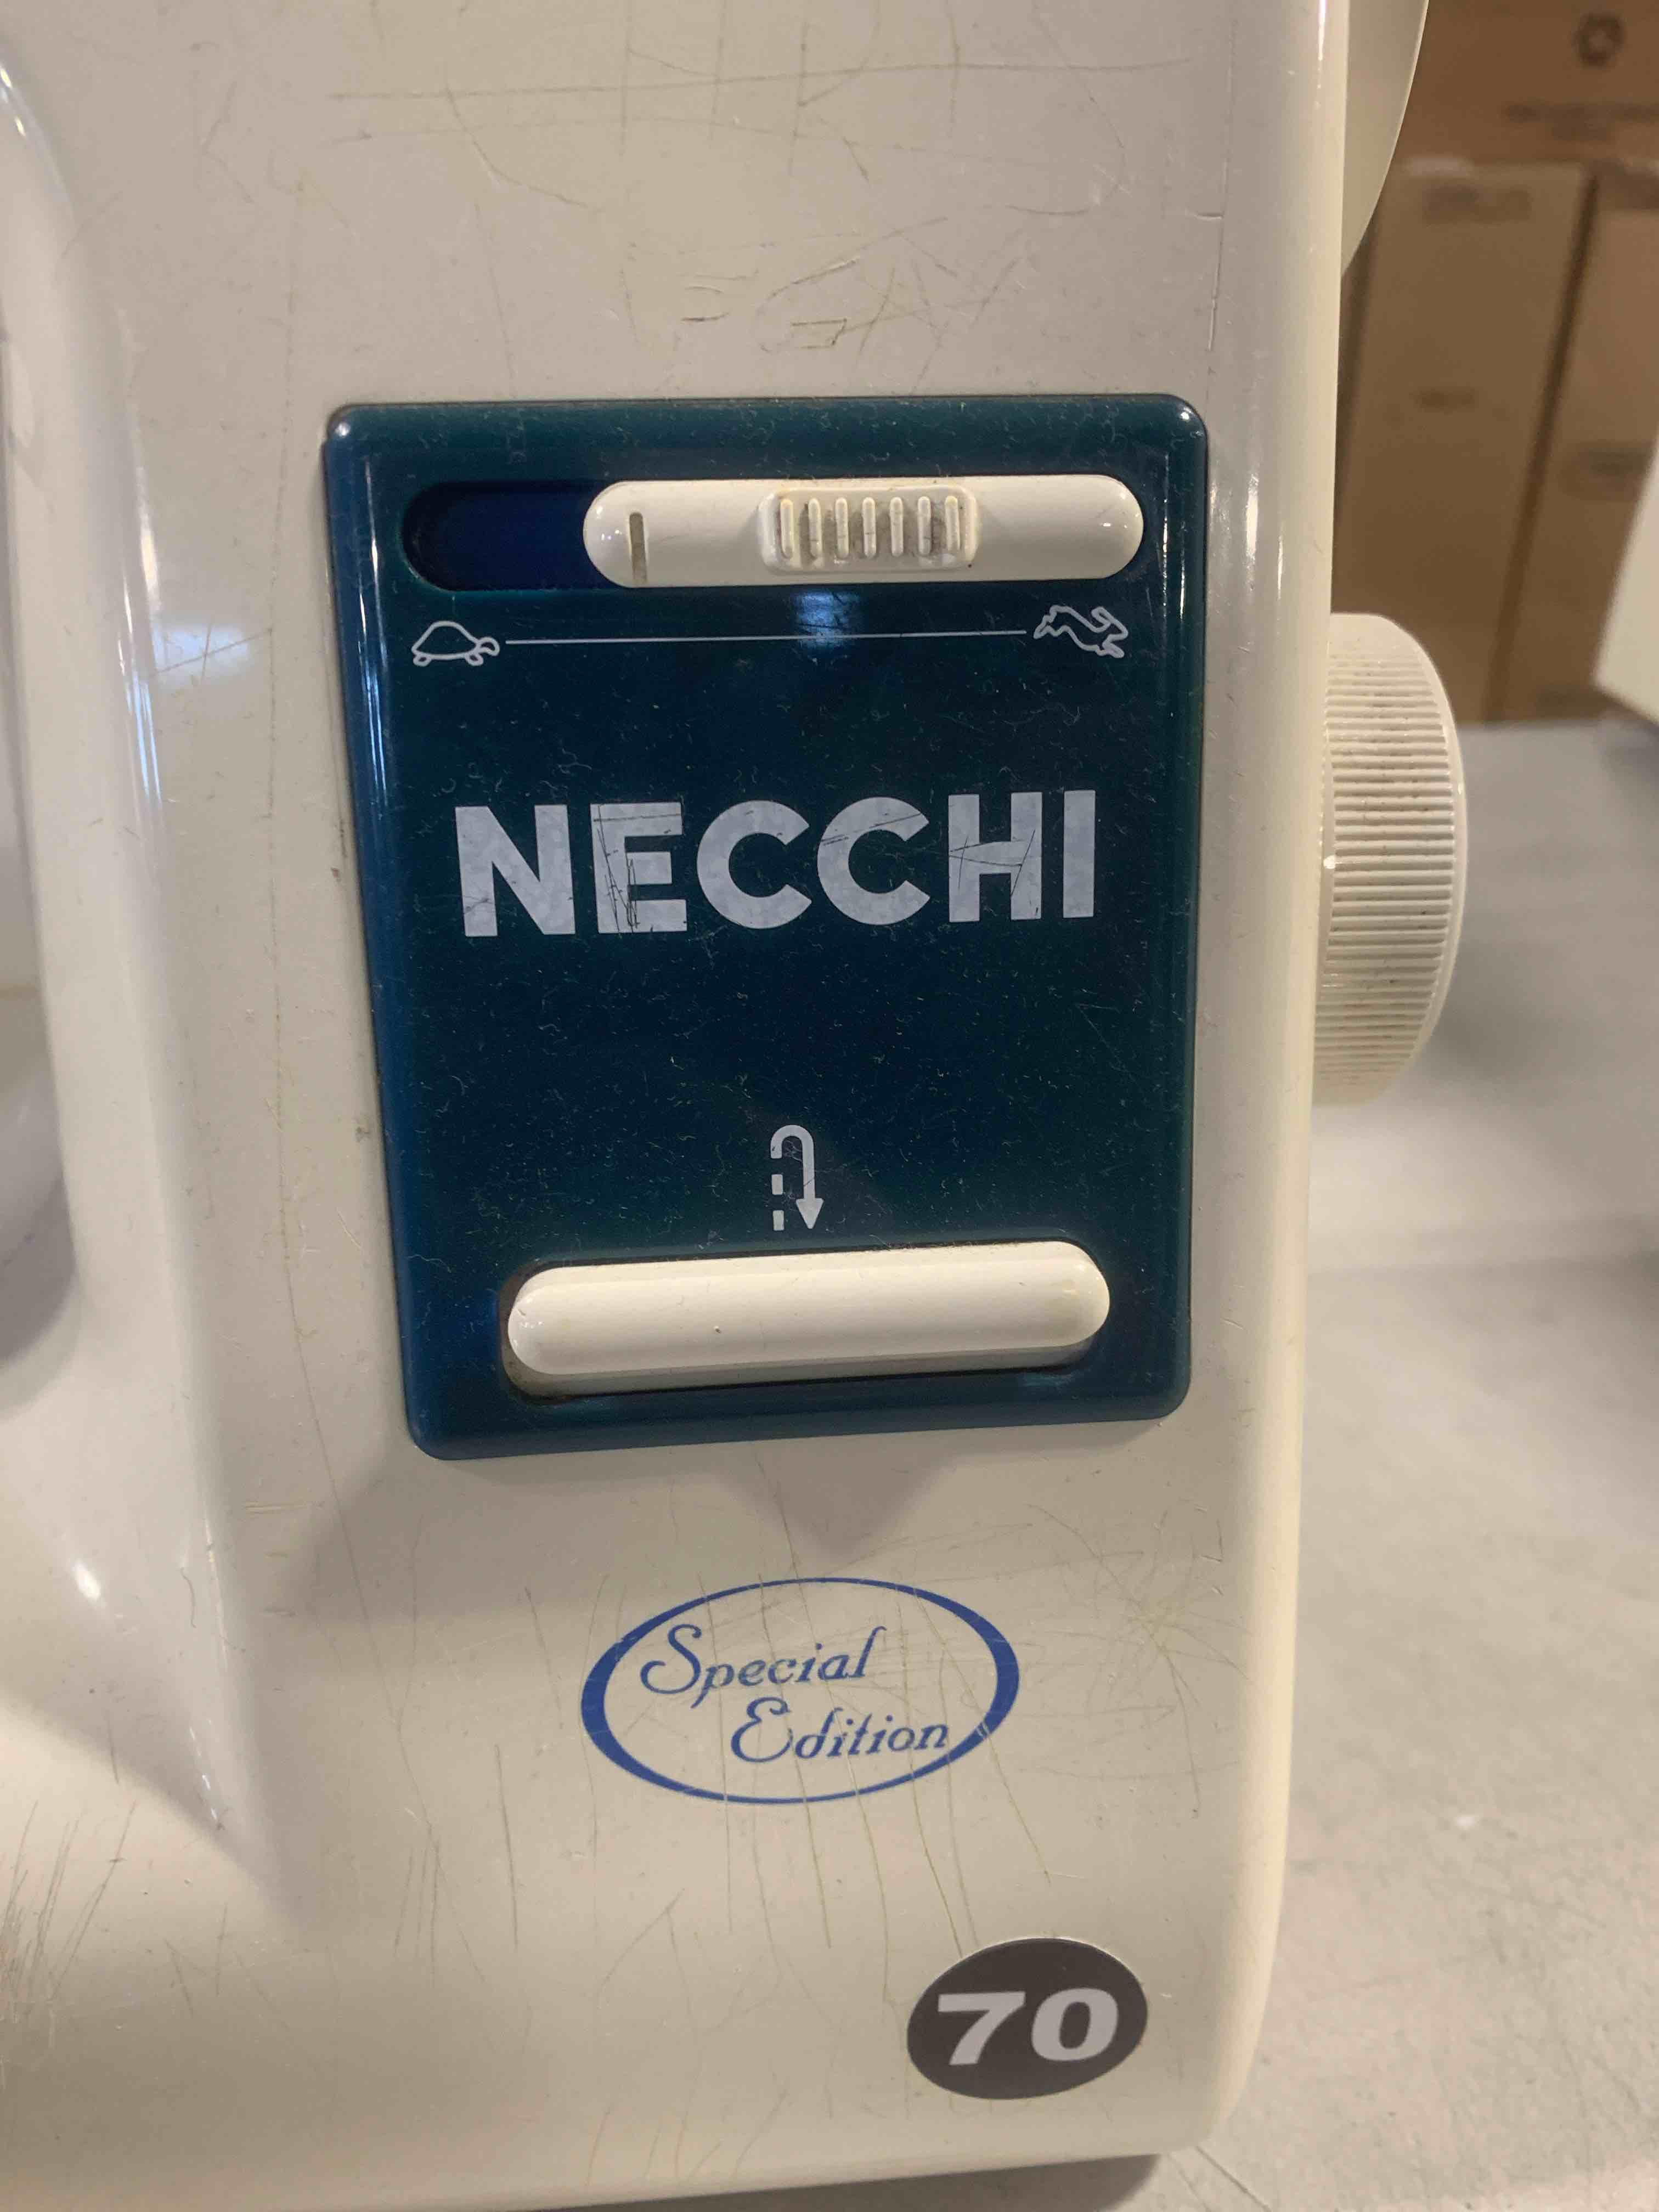 NECCHI
Special
Edition
70